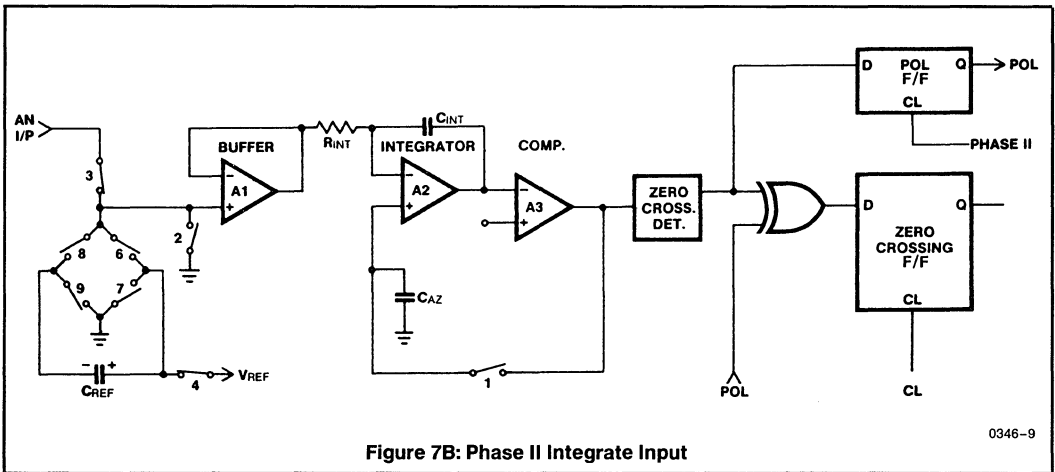 AN
I/P
3
8
6
9
7
2
− +
CREF
4
VREF
BUFFER
−
A1
+
RINT
CINT
INTEGRATOR
−
A2
+
CAZ
1
COMP.
−
A3
+
ZERO
CROSS.
DET.
POL
D POL Q
F/F
CL
POL
PHASE II
D Q
ZERO
CROSSING
F/F
CL
CL
0346–9
Figure 7B: Phase II Integrate Input